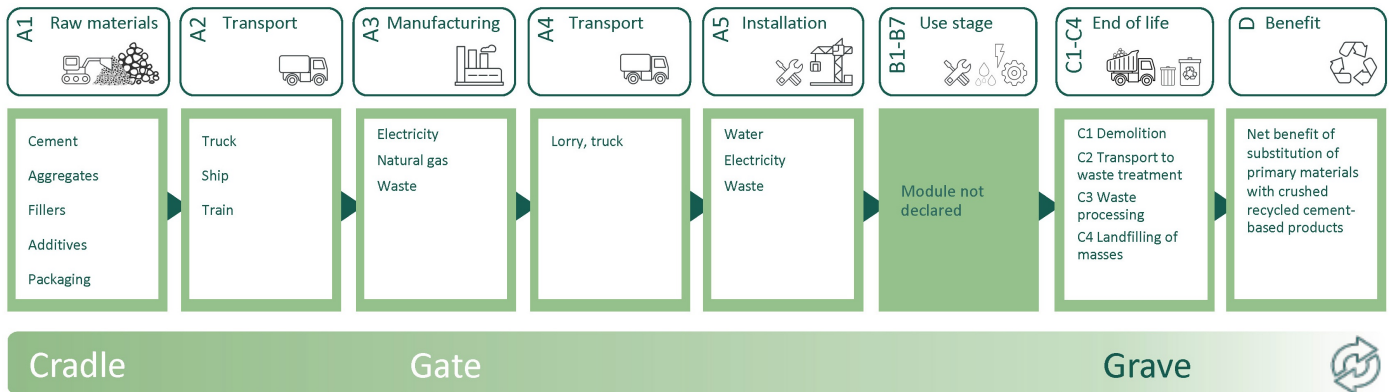 A1 Raw materials
A2 Transport
A3 Manufacturing
A4 Transport
A5 Installation
B1-B7 Use stage
C1-C4 End of life
D Benefit
Cement
Aggregates
Fillers
Additives
Packaging
Truck
Ship
Train
Electricity
Natural gas
Waste
Lorry, truck
Water
Electricity
Waste
Module not
declared
C1 Demolition
C2 Transport to
waste treatment
C3 Waste
processing
C4 Landfilling of
masses
Net benefit of
substitution of
primary materials
with crushed
recycled cement-
based products
Cradle
Gate
Grave